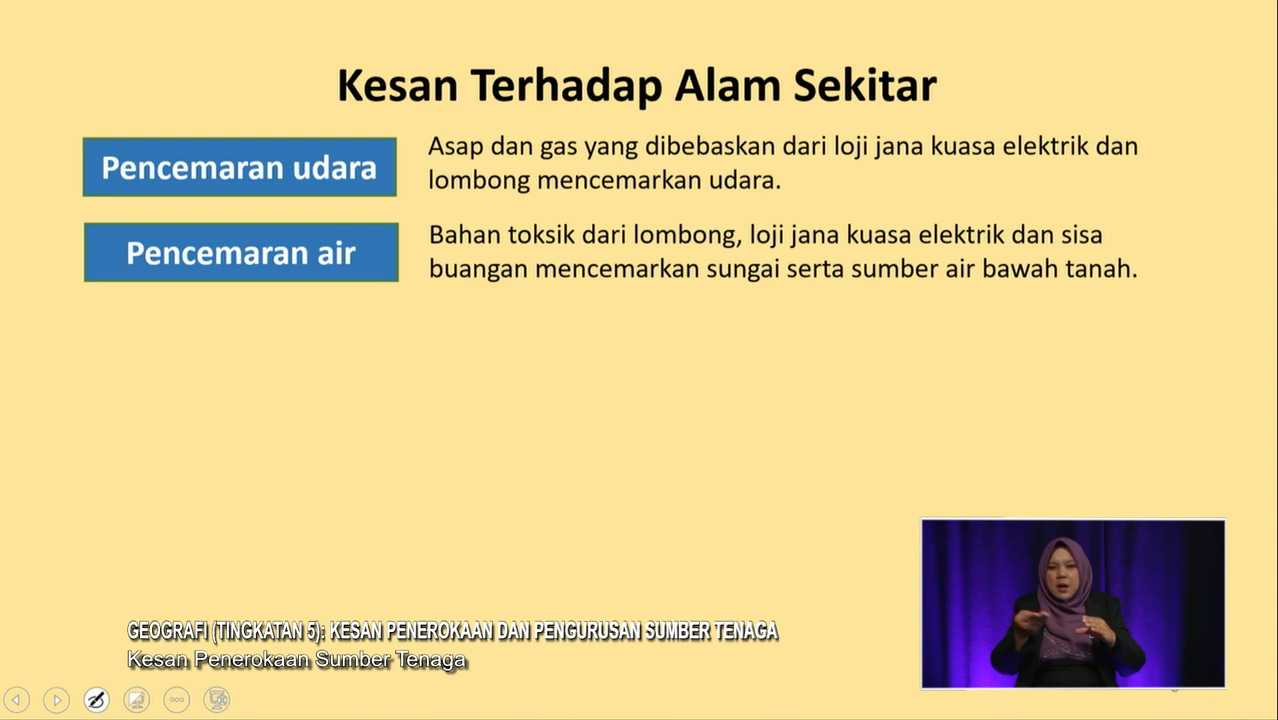 Kesan Terhadap Alam Sekitar
Pencemaran udara
Asap dan gas yang dibebaskan dari loji jana kuasa elektrik dan
lombong mencemarkan udara.
Pencemaran air
Bahan toksik dari lombong, loji jana kuasa elektrik dan sisa
buangan mencemarkan sungai serta sumber air bawah tanah.
GEOGRAFI (TINGKATAN 5): KESAN PENEROKAAN DAN PENGURUSAN SUMBER TENAGA
Kesan Penerokaan Sumber Tenaga